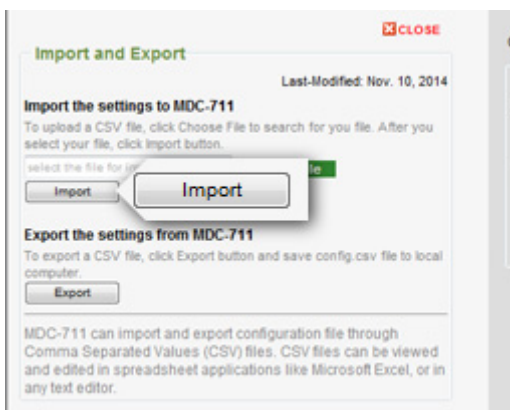 CLOSE
Import and Export
Last-Modified: Nov. 10, 2014
Import the settings to MDC-711
To upload a CSV file, click Choose File to search for you file. After you
select your file, click Import button.
select the file for
Import
Import
Export the settings from MDC-711
To export a CSV file, click Export button and save config.csv file to local
computer.
Export
MDC-711 can import and export configuration file through
Comma Separated Values (CSV) files. CSV files can be viewed
and edited in spreadsheet applications like Microsoft Excel, or in
any text editor.